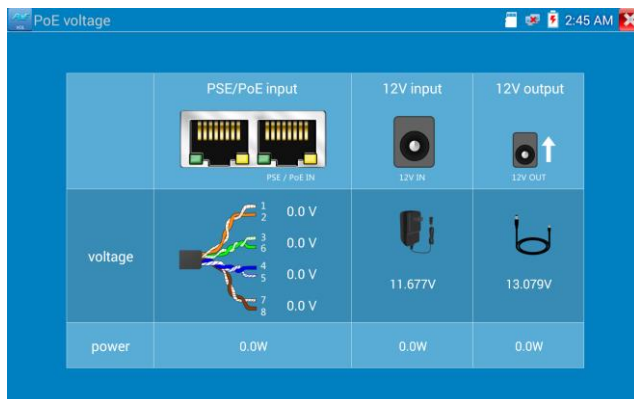 PoE voltage
2:45 AM
PSE/PoE input
12V input
12V output
PSE / PoE IN
12V IN
12V OUT
voltage
1
2
0.0 V
3
6
0.0 V
4
5
0.0 V
7
8
0.0 V
11.677V
13.079V
power
0.0W
0.0W
0.0W